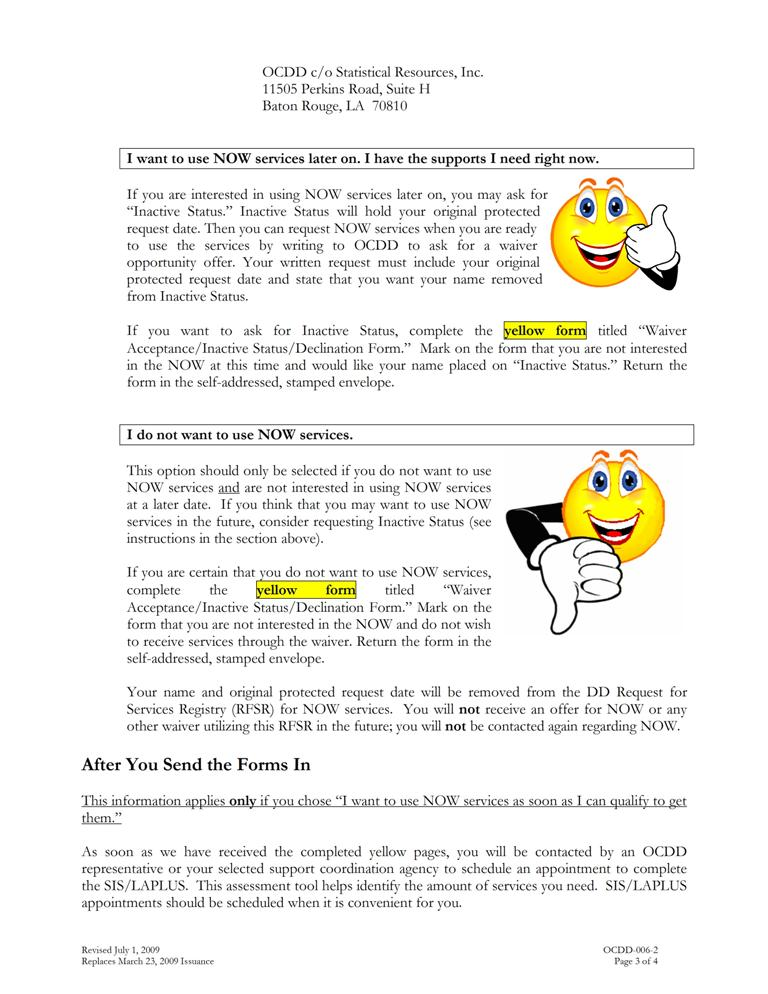 OCDD c/o Statistical Resources, Inc.
11505 Perkins Road, Suite H
Baton Rouge, LA  70810
I want to use NOW services later on. I have the supports I need right now.
If you are interested in using NOW services later on, you may ask for
“Inactive Status.” Inactive Status will hold your original protected
request date. Then you can request NOW services when you are ready
to use the services by writing to OCDD to ask for a waiver
opportunity offer. Your written request must include your original
protected request date and state that you want your name removed
from Inactive Status.
If you want to ask for Inactive Status, complete the yellow form titled “Waiver
Acceptance/Inactive Status/Declination Form.”  Mark on the form that you are not interested
in the NOW at this time and would like your name placed on “Inactive Status.” Return the
form in the self-addressed, stamped envelope.
I do not want to use NOW services.
This option should only be selected if you do not want to use
NOW services and are not interested in using NOW services
at a later date.  If you think that you may want to use NOW
services in the future, consider requesting Inactive Status (see
instructions in the section above).
If you are certain that you do not want to use NOW services,
complete the yellow form titled “Waiver
Acceptance/Inactive Status/Declination Form.” Mark on the
form that you are not interested in the NOW and do not wish
to receive services through the waiver. Return the form in the
self-addressed, stamped envelope.
Your name and original protected request date will be removed from the DD Request for
Services Registry (RFSR) for NOW services.  You will not receive an offer for NOW or any
other waiver utilizing this RFSR in the future; you will not be contacted again regarding NOW.
After You Send the Forms In
This information applies only if you chose “I want to use NOW services as soon as I can qualify to get
them.”
As soon as we have received the completed yellow pages, you will be contacted by an OCDD
representative or your selected support coordination agency to schedule an appointment to complete
the SIS/LAPLUS.  This assessment tool helps identify the amount of services you need.  SIS/LAPLUS
appointments should be scheduled when it is convenient for you.
Revised July 1, 2009
OCDD-006-2
Replaces March 23, 2009 Issuance
Page 3 of 4